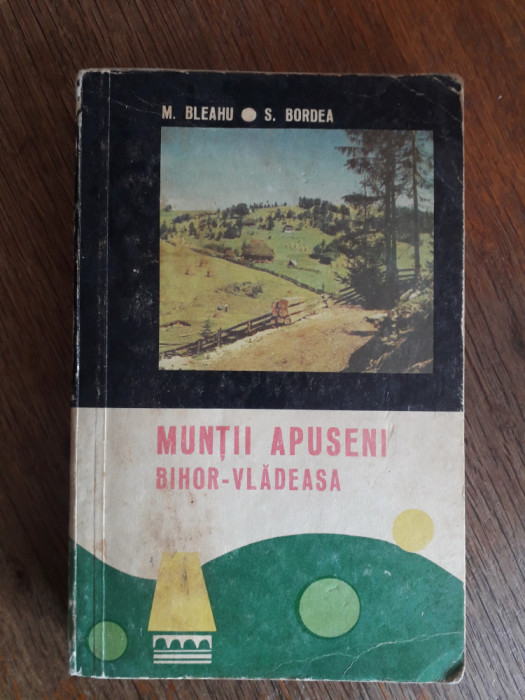 M. BLEAHU ● S. BORDEA
MUNȚII APUSENI
BIHOR-VLĂDEASA